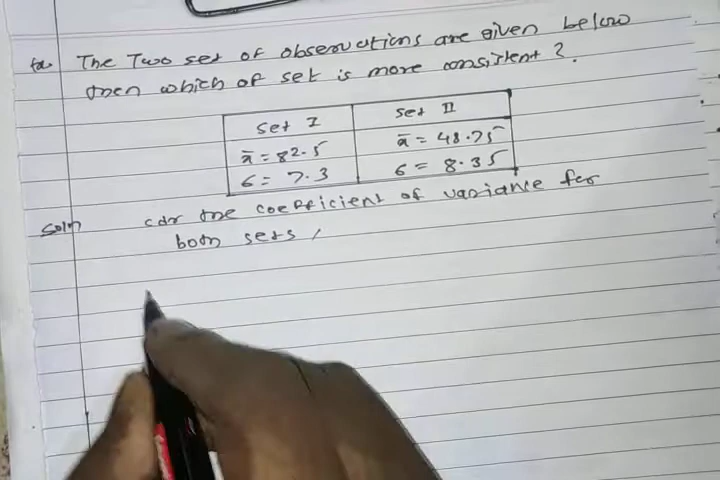 The Two set of observations are given below
then which of set is more consistent ?.
Set I Set II
x̄ = 82.5 x̄ = 48.75
σ = 7.3 σ = 8.35
Soln cdr the coefficient of variance for
both sets,